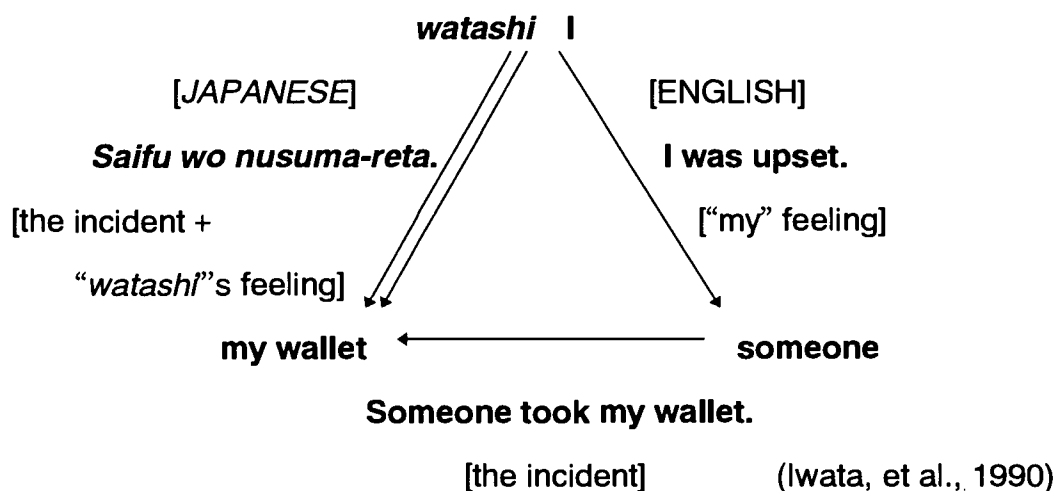 watashi I
[JAPANESE] [ENGLISH]
Saifu wo nusuma-reta. I was upset.
[the incident + ["my" feeling]
"watashi"'s feeling]
my wallet someone
Someone took my wallet.
[the incident] (Iwata, et al., 1990)